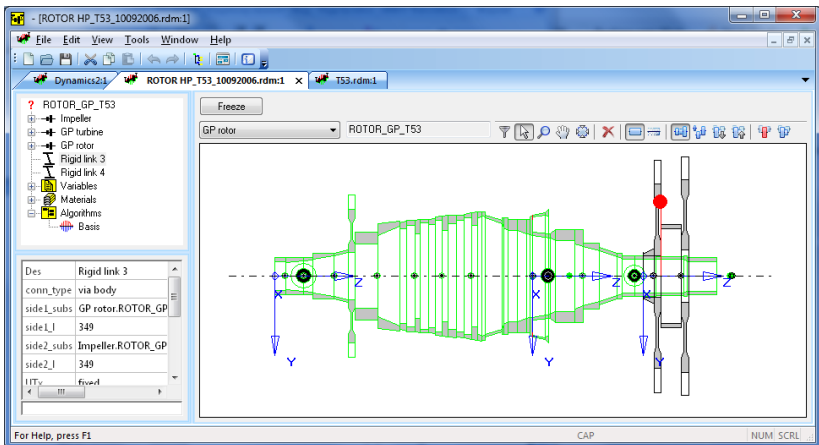 - [ROTOR HP_T53_10092006.rdm:1]
File Edit View Tools Window Help
Dynamics2:1 ROTOR HP_T53_10092006.rdm:1 x T53.rdm:1
? ROTOR_GP_T53
Impeller
GP turbine
GP rotor
Rigid link 3
Rigid link 4
Variables
Materials
Algorithms
Basis
Freeze
GP rotor ROTOR_GP_T53
Z Z Z
X X X
Y Y Y
Des Rigid link 3
conn_type via body
side1_subs GP rotor.ROTOR_GP
side1_l 349
side2_subs Impeller.ROTOR_GP
side2_l 349
UTx fixed
For Help, press F1 CAP NUM SCRL